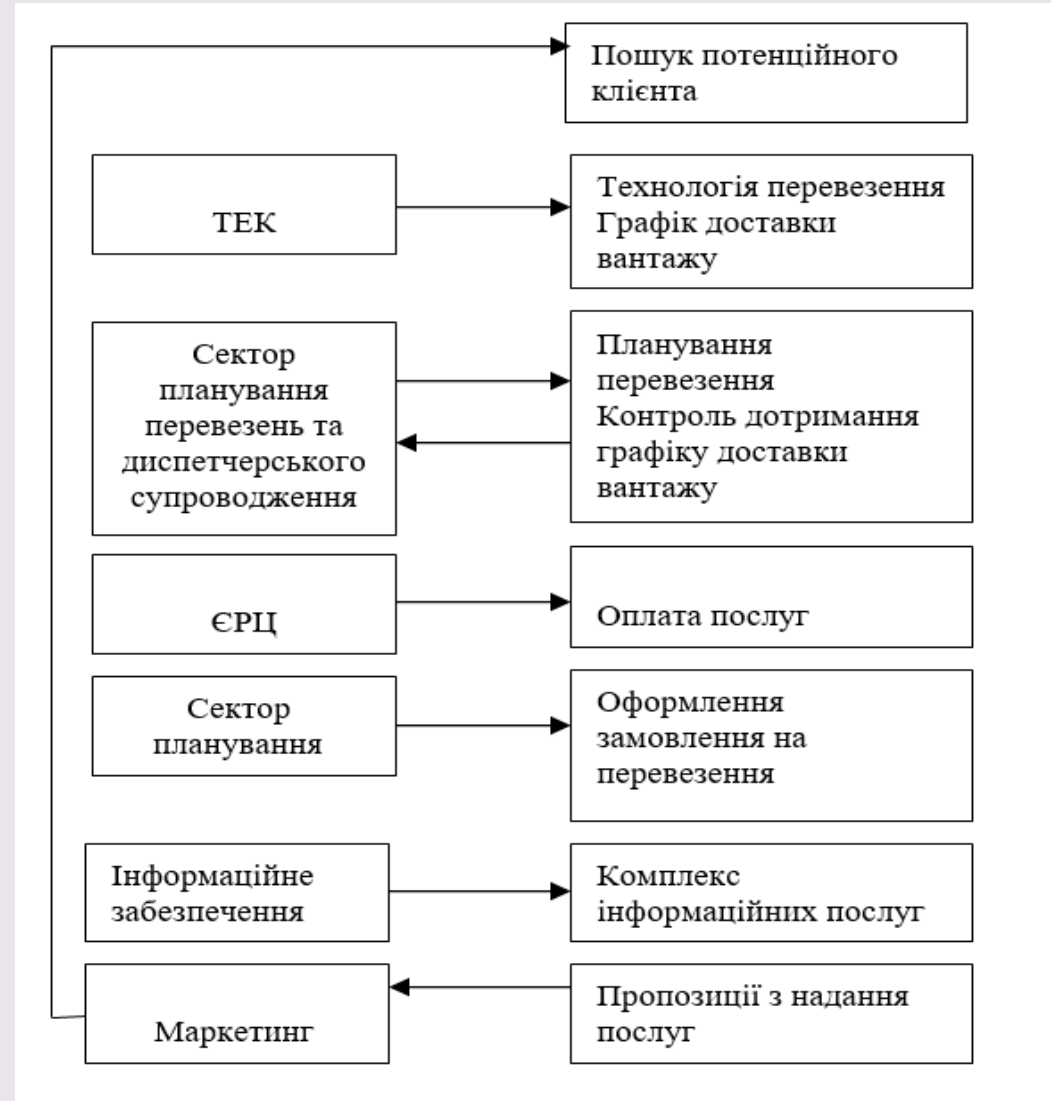 Пошук потенційного
клієнта
ТЕК
Технологія перевезення
Графік доставки
вантажу
Сектор
планування
перевезень та
диспетчерського
супроводження
Планування
перевезення
Контроль дотримання
графіку доставки
вантажу
ЄРЦ
Оплата послуг
Сектор
планування
Оформлення
замовлення на
перевезення
Інформаційне
забезпечення
Комплекс
інформаційних послуг
Маркетинг
Пропозиції з надання
послуг